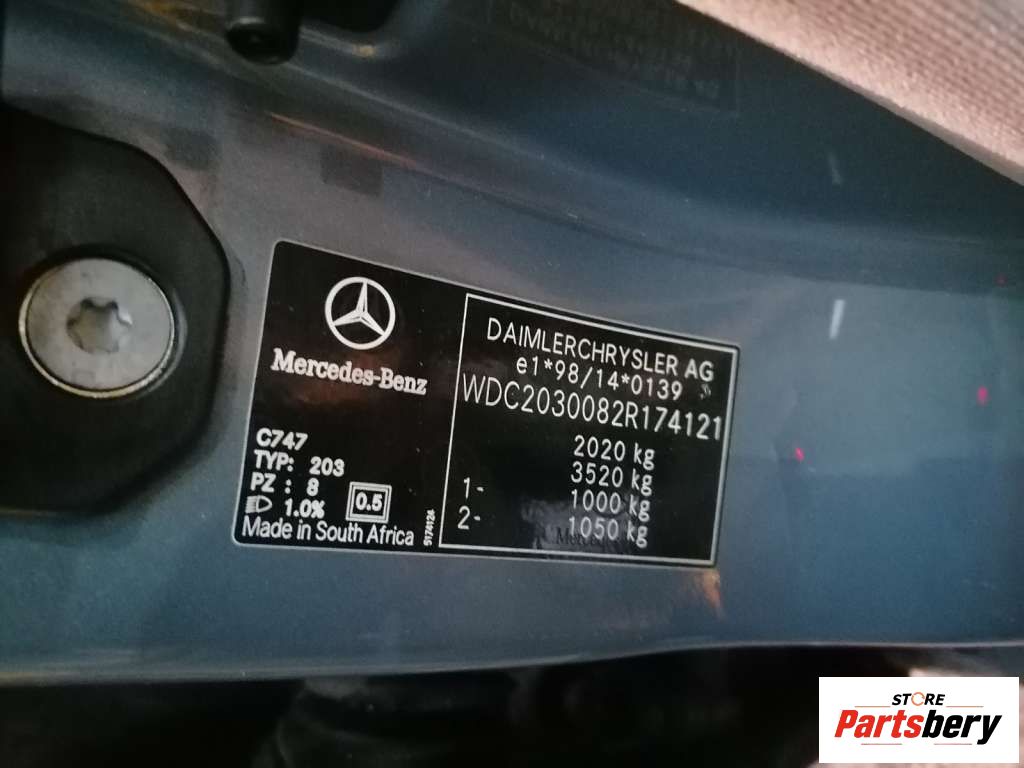 Mercedes-Benz
C747
TYP: 203
PZ : 8
1.0%
0.5
Made in South Africa
DAIMLERCHRYSLER AG
e1*98/14*0139
WDC2030082R174121
2020 kg
3520 kg
1- 1000 kg
2- 1050 kg
STORE
Partsbery